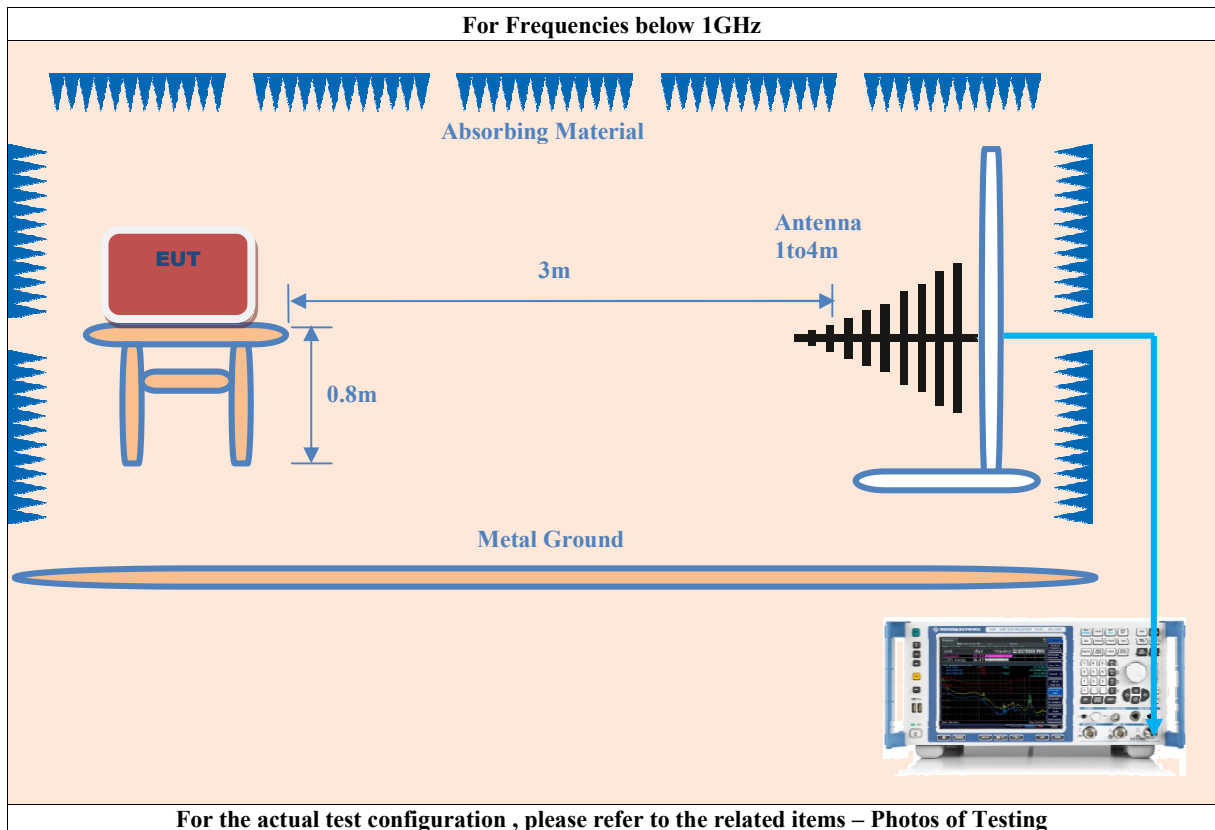 For Frequencies below 1GHz
Absorbing Material
Antenna
1to4m
EUT
3m
0.8m
Metal Ground
For the actual test configuration , please refer to the related items – Photos of Testing